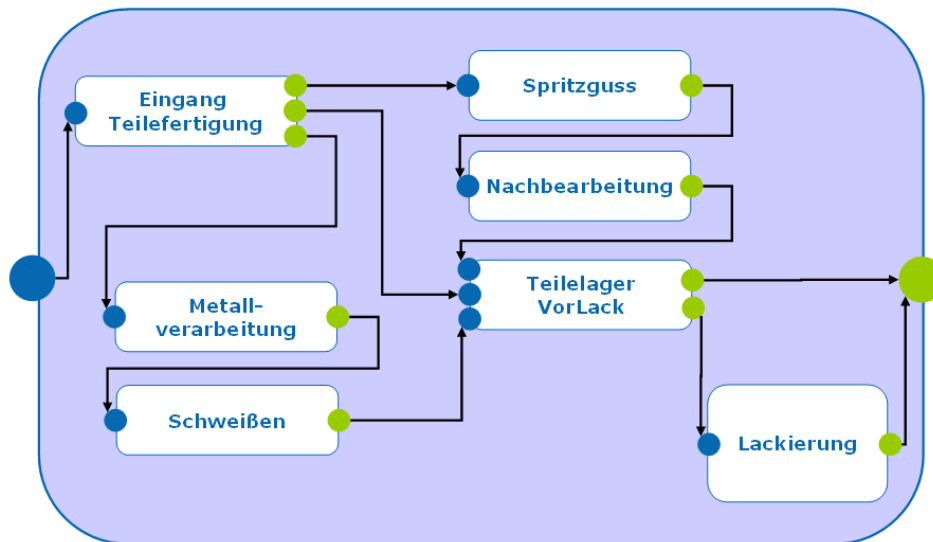 Eingang
Teilefertigung
Spritzguss
Nachbearbeitung
Teilelager
VorLack
Metall-
verarbeitung
Schweißen
Lackierung